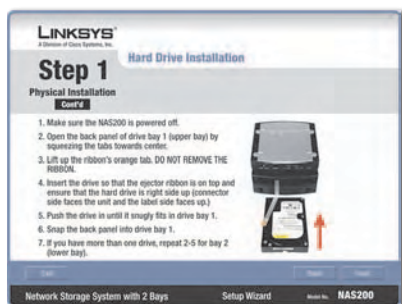 LINKSYS®
A Division of Cisco Systems, Inc.
Hard Drive Installation
Step 1
Physical Installation
Cont'd
1. Make sure the NAS200 is powered off.
2. Open the back panel of drive bay 1 (upper bay) by
squeezing the tabs towards center.
3. Lift up the ribbon's orange tab. DO NOT REMOVE THE
RIBBON.
4. Insert the drive so that the ejector ribbon is on top and
ensure that the hard drive is right side up (connector
side faces the unit and the label side faces up.)
5. Push the drive in until it snugly fits in drive bay 1.
6. Snap the back panel into drive bay 1.
7. If you have more than one drive, repeat 2-5 for bay 2
(lower bay).
Exit
Next
Network Storage System with 2 Bays
Setup Wizard
Model No.
NAS200